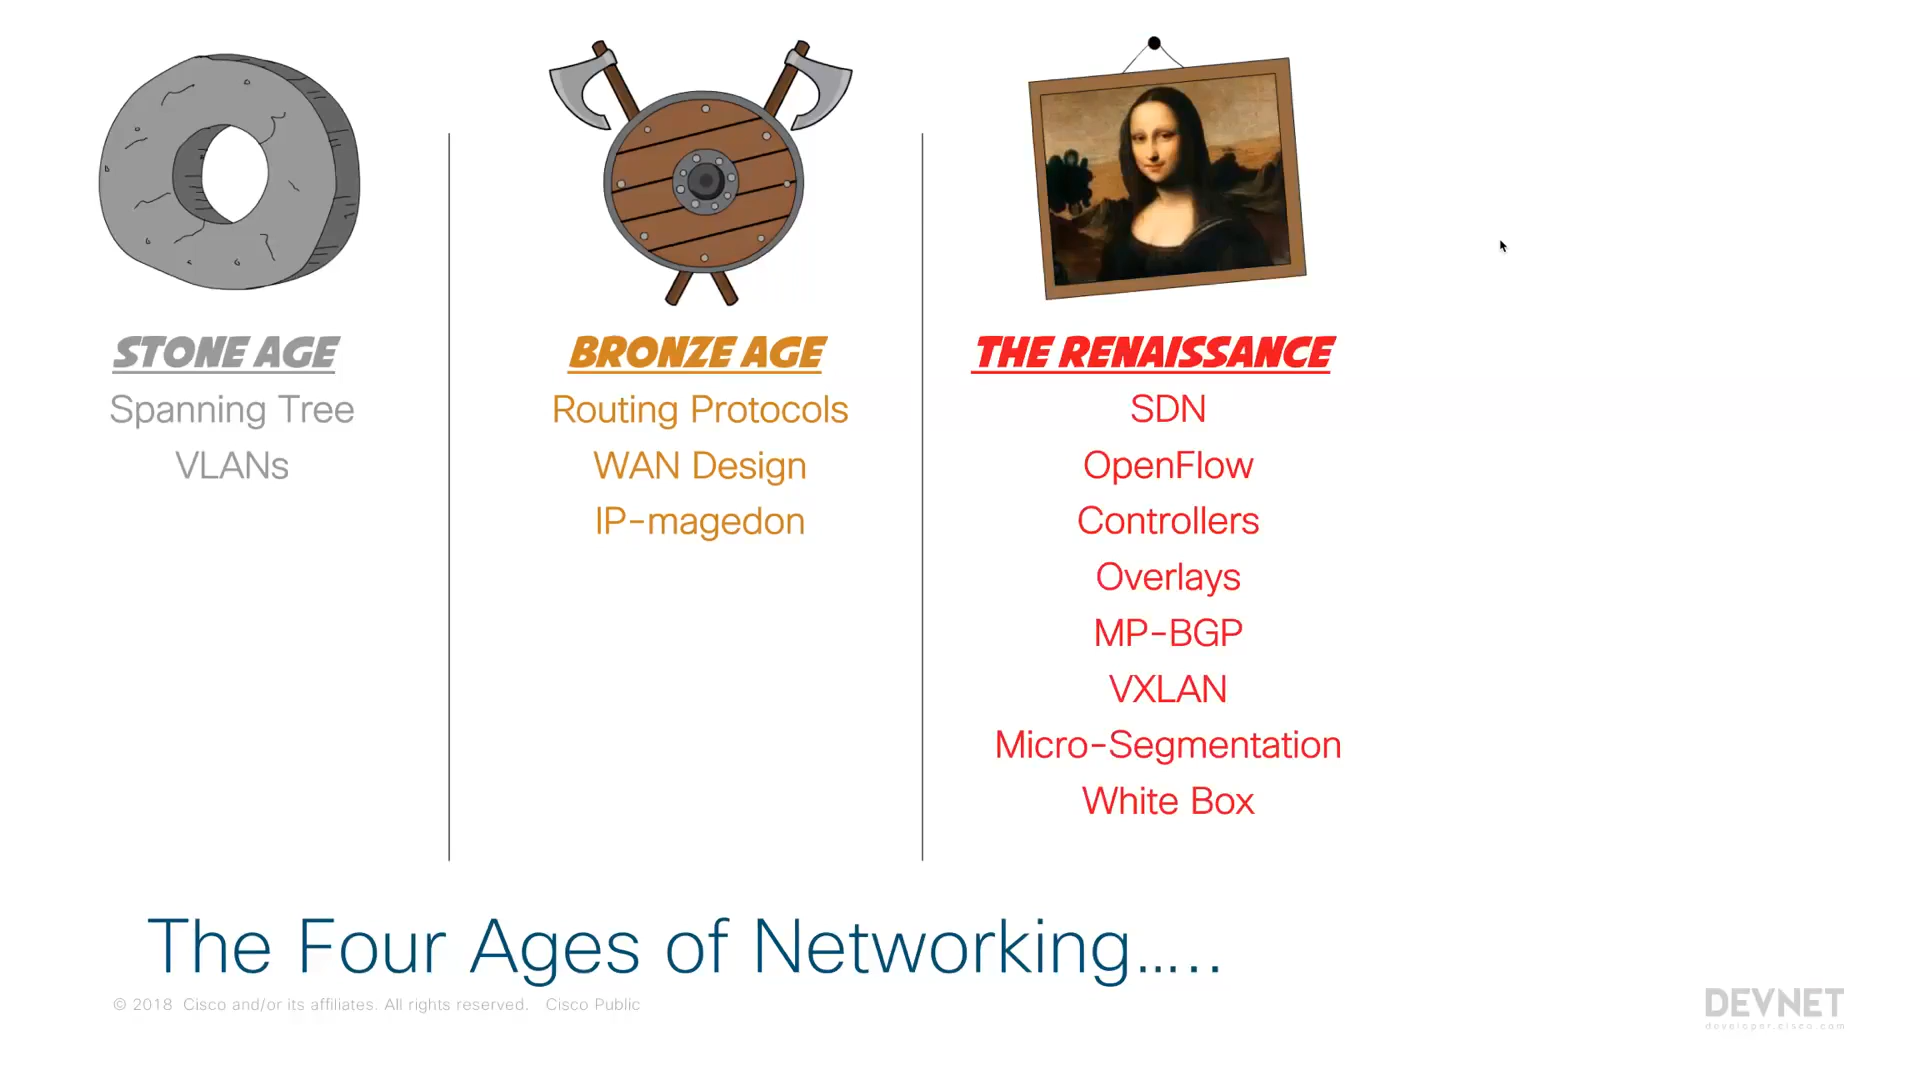 STONE AGE
Spanning Tree
VLANs
BRONZE AGE
Routing Protocols
WAN Design
IP-magedon
THE RENAISSANCE
SDN
OpenFlow
Controllers
Overlays
MP-BGP
VXLAN
Micro-Segmentation
White Box
The Four Ages of Networking…..
© 2018 Cisco and/or its affiliates. All rights reserved. Cisco Public
DEVNET
developer.cisco.com